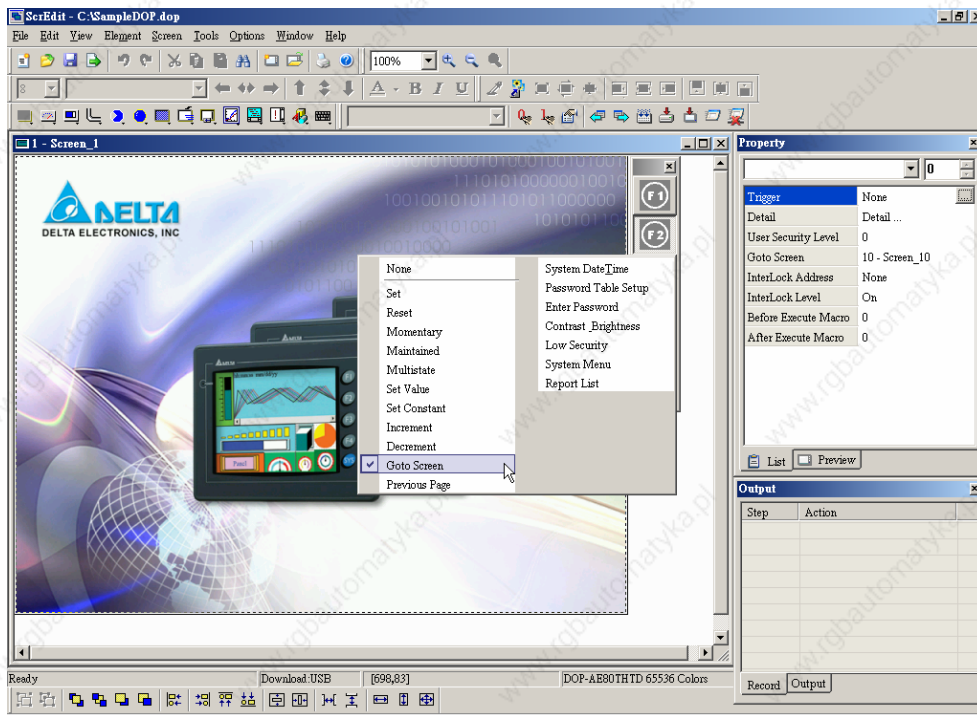 ScrEdit - C:\SampleDOP.dop
File Edit View Element Screen Tools Options Window Help
100%
8
A B I U
1 - Screen_1
DELTA
DELTA ELECTRONICS, INC
F1
F2
None
Set
Reset
Momentary
Maintained
Multistate
Set Value
Set Constant
Increment
Decrement
Goto Screen
Previous Page
System DateTime
Password Table Setup
Enter Password
Contrast _Brightness
Low Security
System Menu
Report List
Property
0
Trigger None
Detail Detail ...
User Security Level 0
Goto Screen 10 - Screen_10
InterLock Address None
InterLock Level On
Before Execute Macro 0
After Execute Macro 0
List Preview
Output
Step Action
Record Output
Ready Download:USB [698,83] DOP-AE80THTD 65536 Colors
www.rgbautomatyka.pl